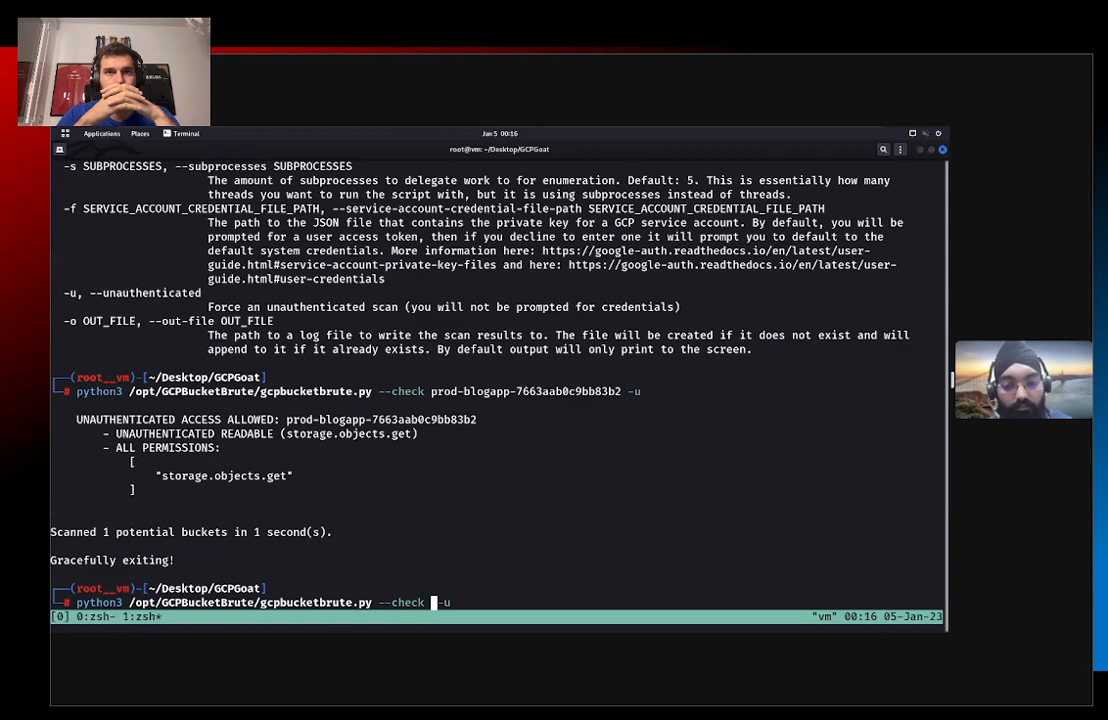 Applications Places Terminal Jan 5 00:16
root@vm: ~/Desktop/GCPGoat
-s SUBPROCESSES, --subprocesses SUBPROCESSES
The amount of subprocesses to delegate work to for enumeration. Default: 5. This is essentially how many
threads you want to run the script with, but it is using subprocesses instead of threads.
-f SERVICE_ACCOUNT_CREDENTIAL_FILE_PATH, --service-account-credential-file-path SERVICE_ACCOUNT_CREDENTIAL_FILE_PATH
The path to the JSON file that contains the private key for a GCP service account. By default, you will be
prompted for a user access token, then if you decline to enter one it will prompt you to default to the
default system credentials. More information here: https://google-auth.readthedocs.io/en/latest/user-
guide.html#service-account-private-key-files and here: https://google-auth.readthedocs.io/en/latest/user-
guide.html#user-credentials
-u, --unauthenticated
Force an unauthenticated scan (you will not be prompted for credentials)
-o OUT_FILE, --out-file OUT_FILE
The path to a log file to write the scan results to. The file will be created if it does not exist and will
append to it if it already exists. By default output will only print to the screen.
(root__vm)-[~/Desktop/GCPGoat]
# python3 /opt/GCPBucketBrute/gcpbucketbrute.py --check prod-blogapp-7663aab0c9bb83b2 -u
UNAUTHENTICATED ACCESS ALLOWED: prod-blogapp-7663aab0c9bb83b2
- UNAUTHENTICATED READABLE (storage.objects.get)
- ALL PERMISSIONS:
[
"storage.objects.get"
]
Scanned 1 potential buckets in 1 second(s).
Gracefully exiting!
(root__vm)-[~/Desktop/GCPGoat]
# python3 /opt/GCPBucketBrute/gcpbucketbrute.py --check -u
[0] 0:zsh- 1:zsh* "vm" 00:16 05-Jan-23